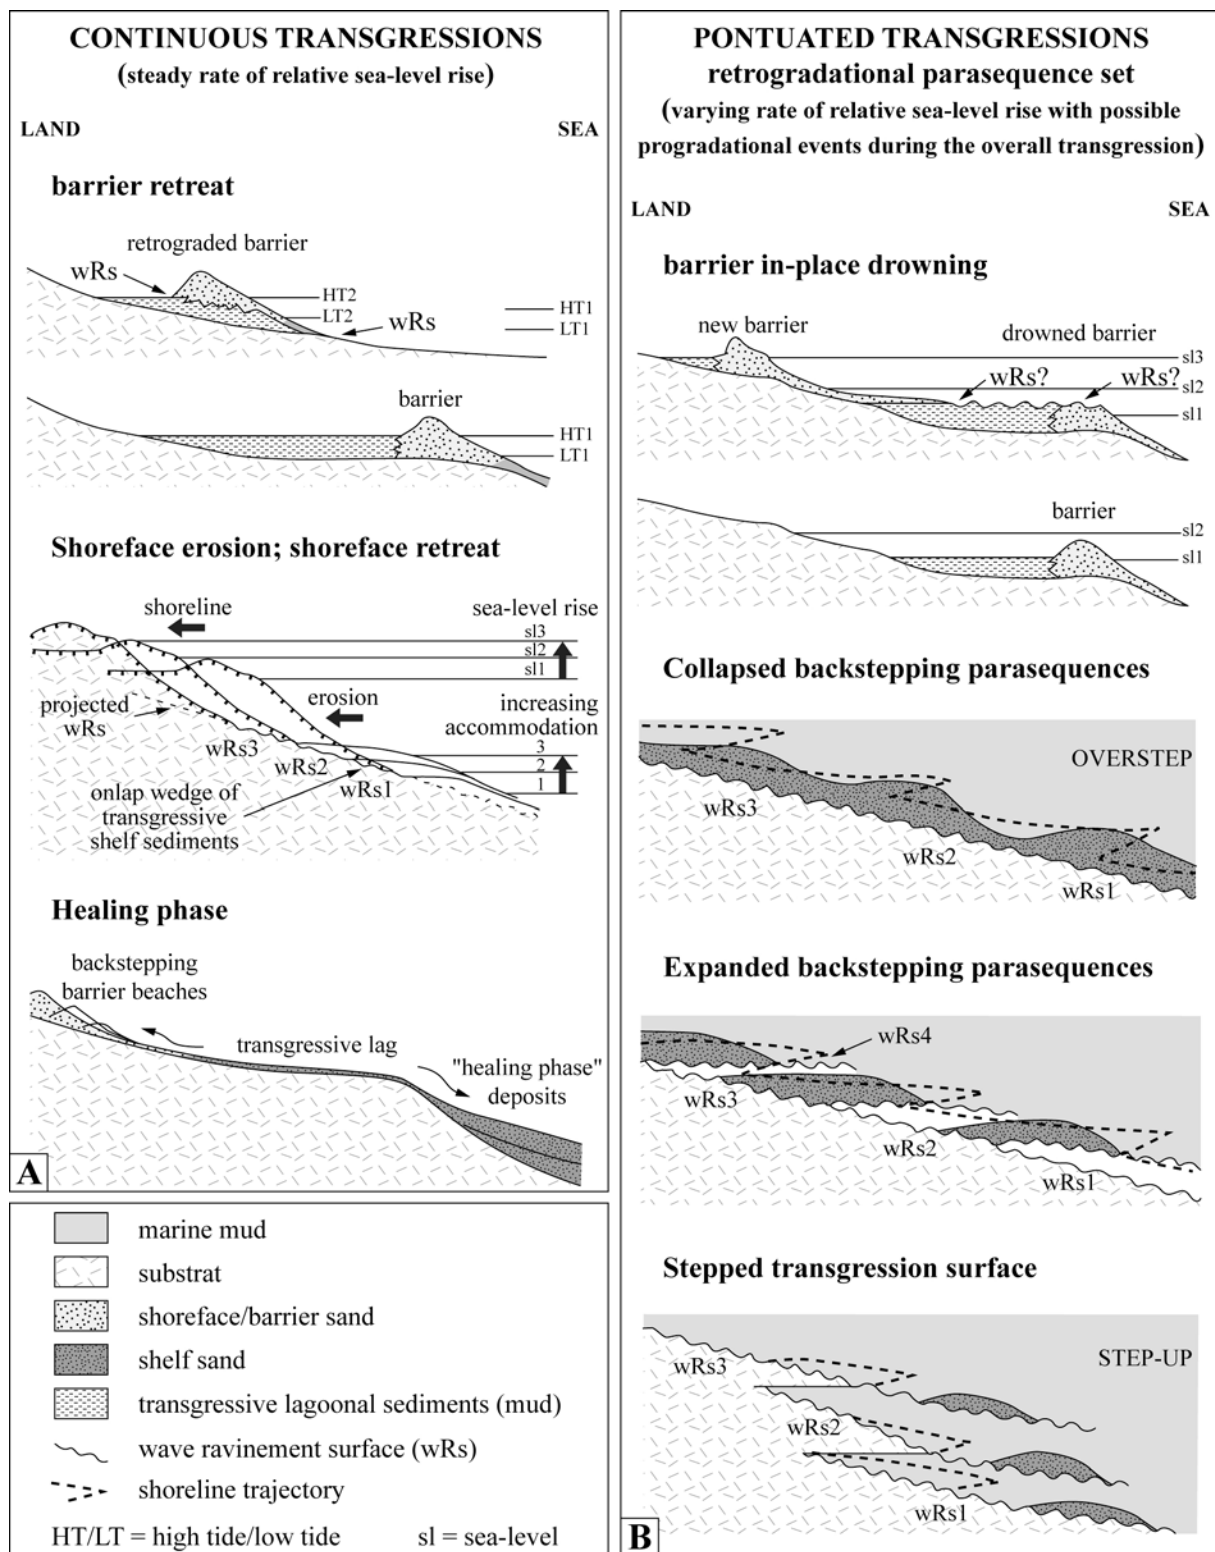 CONTINUOUS TRANSGRESSIONS
(steady rate of relative sea-level rise)
LAND
SEA
barrier retreat
retrograded barrier
wRs
HT2
LT2
HT1
LT1
wRs
barrier
HT1
LT1
Shoreface erosion; shoreface retreat
shoreline
sea-level rise
sl3
sl2
sl1
projected
wRs
erosion
increasing
accommodation
wRs3
wRs2
wRs1
3
2
1
onlap wedge of
transgressive
shelf sediments
Healing phase
backstepping
barrier beaches
transgressive lag
"healing phase"
deposits
A
marine mud
substrat
shoreface/barrier sand
shelf sand
transgressive lagoonal sediments (mud)
wave ravinement surface (wRs)
shoreline trajectory
HT/LT = high tide/low tide
sl = sea-level
PONTUATED TRANSGRESSIONS
retrogradational parasequence set
(varying rate of relative sea-level rise with possible
progradational events during the overall transgression)
LAND
SEA
barrier in-place drowning
new barrier
drowned barrier
sl3
wRs?
wRs?
sl2
sl1
barrier
sl2
sl1
Collapsed backstepping parasequences
OVERSTEP
wRs3
wRs2
wRs1
Expanded backstepping parasequences
wRs4
wRs3
wRs2
wRs1
Stepped transgression surface
wRs3
STEP-UP
wRs2
wRs1
B